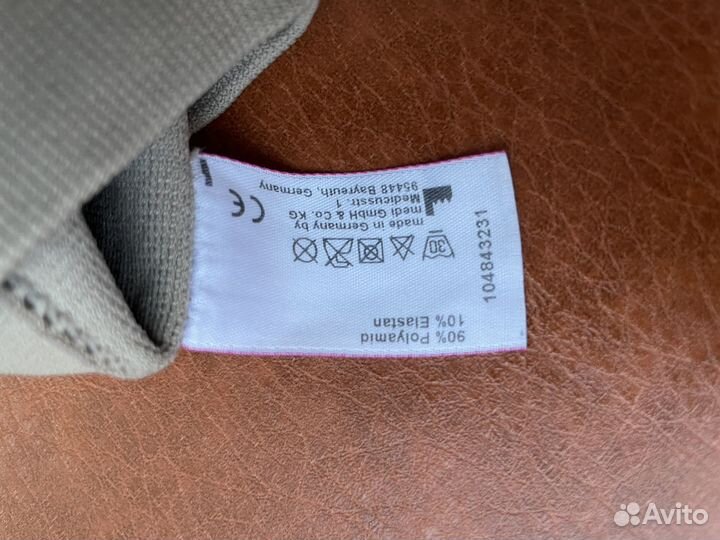 90% Polyamid
10% Elastan
30
made in Germany by
medi GmbH & Co. KG
Medicusstr. 1
95448 Bayreuth, Germany
CE
104843231
Avito